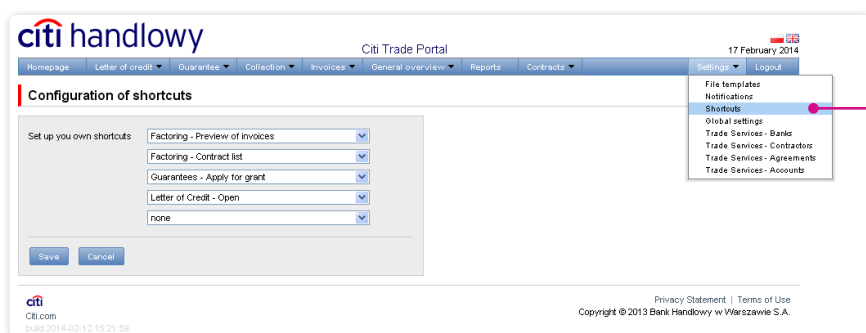 citi handlowy
Citi Trade Portal
17 February 2014
Homepage Letter of credit Guarantee Collection Invoices General overview Reports Contracts Settings Logout
Configuration of shortcuts
File templates
Notifications
Shortcuts
Global settings
Trade Services - Banks
Trade Services - Contractors
Trade Services - Agreements
Trade Services - Accounts
Set up you own shortcuts Factoring - Preview of invoices
Factoring - Contract list
Guarantees - Apply for grant
Letter of Credit - Open
none
Save Cancel
citi
Citi.com
build 2014-02-12 15:21:59
Privacy Statement | Terms of Use
Copyright © 2013 Bank Handlowy w Warszawie S.A.